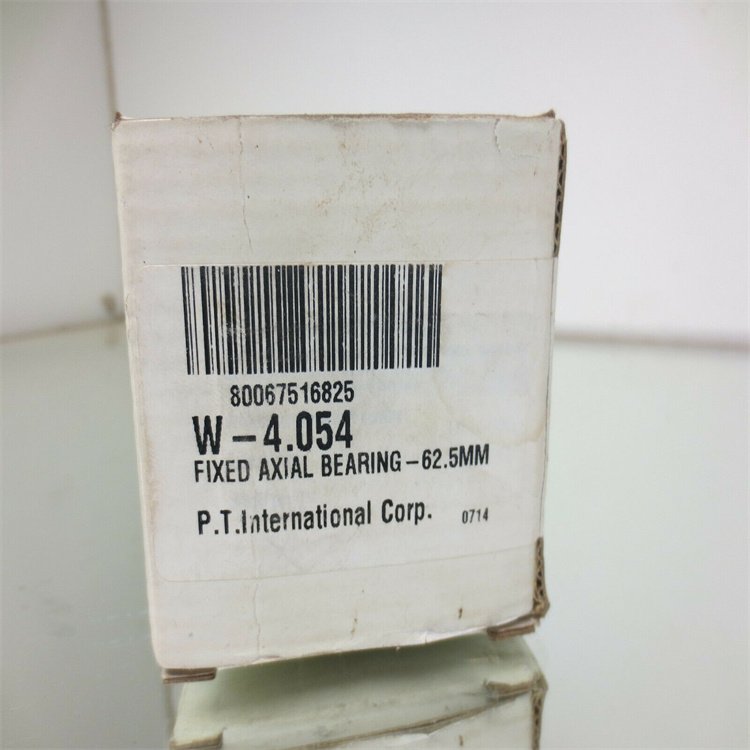 80067516825
W-4.054
FIXED AXIAL BEARING-62.5MM
P.T.International Corp. 0714